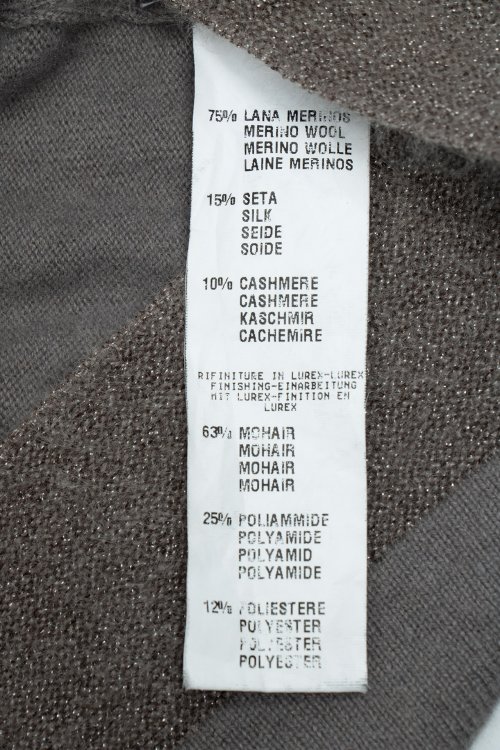 75% LANA MERINOS
MERINO WOOL
MERINO WOLLE
LAINE MERINOS
15% SETA
SILK
SEIDE
SOIDE
10% CASHMERE
CASHMERE
KASCHMIR
CACHEMIRE
RIFINITURE IN LUREX-LUREX
FINISHING-EINARBEITUNG
MIT LUREX-FINITION EN
LUREX
63% MOHAIR
MOHAIR
MOHAIR
MOHAIR
25% POLIAMMIDE
POLYAMIDE
POLYAMID
POLYAMIDE
12% POLIESTERE
POLYESTER
POLYESTER
POLYESTER